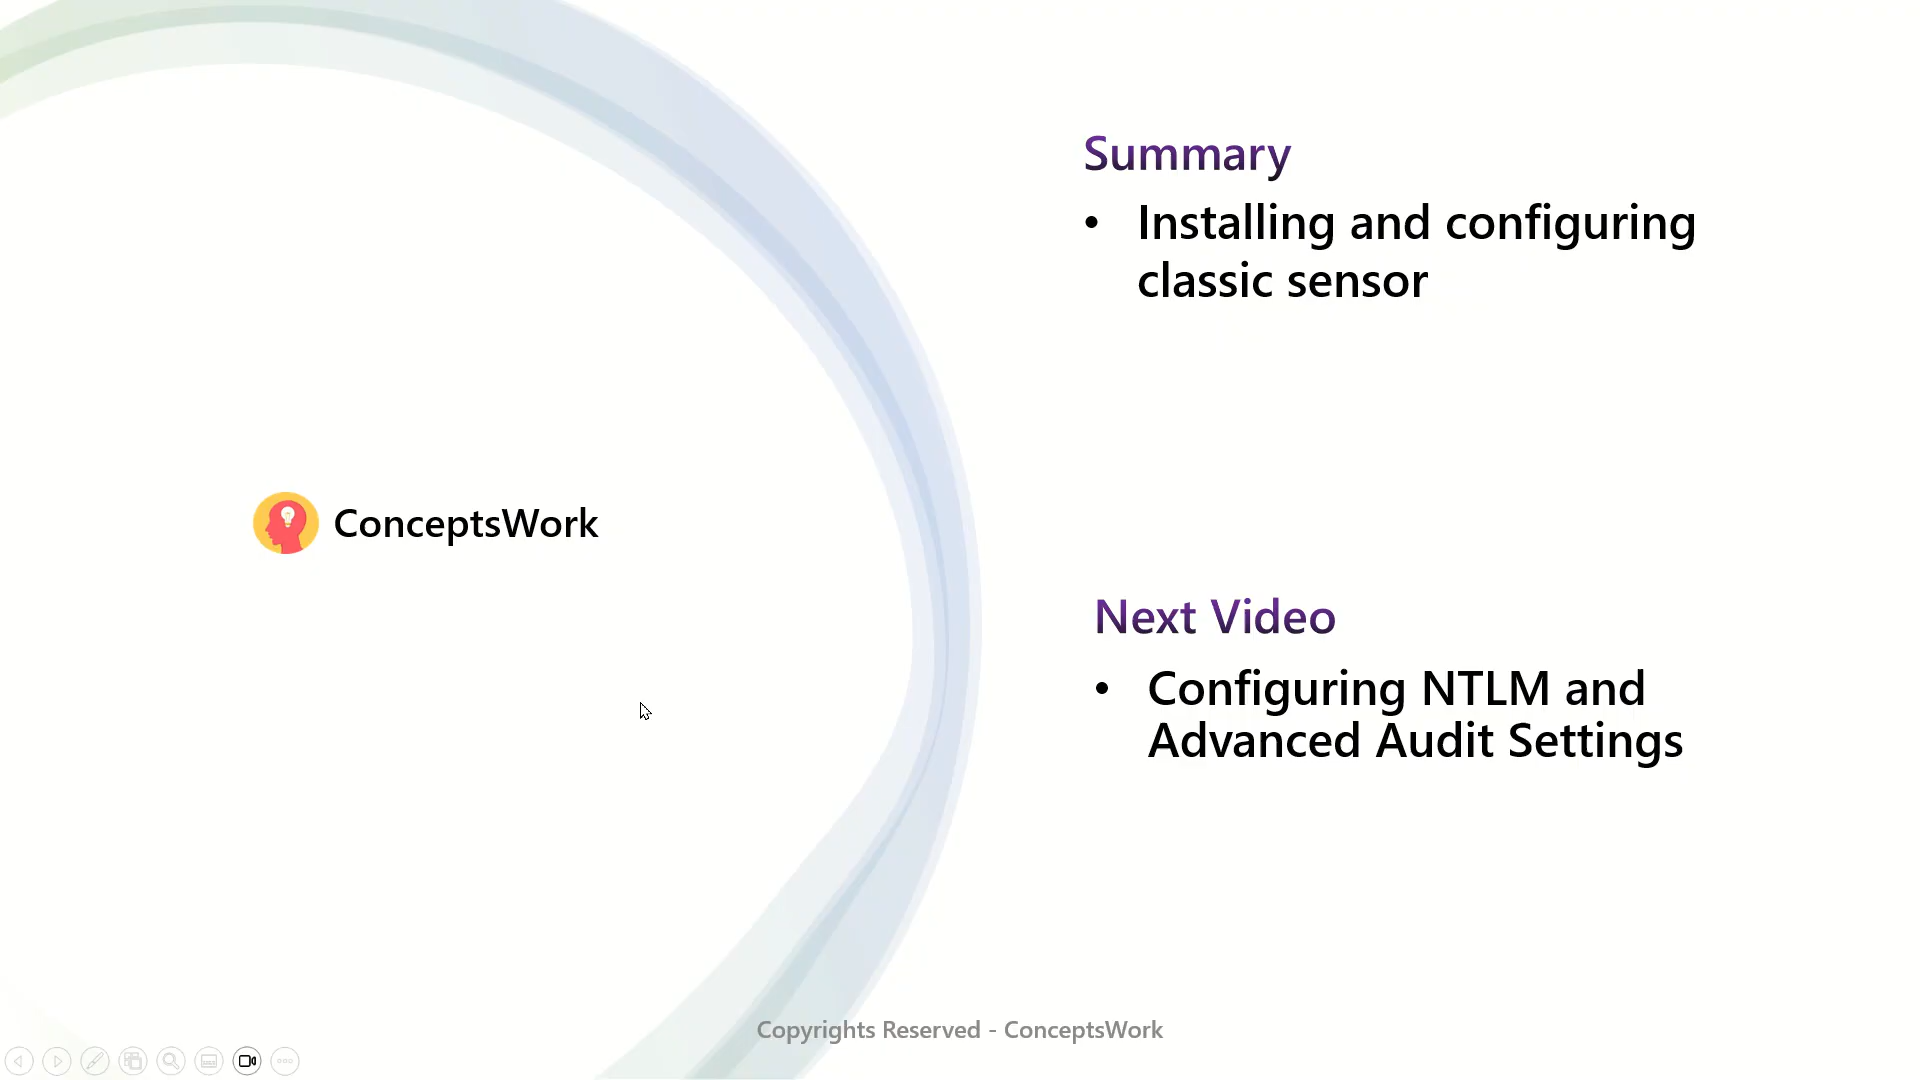 Summary
• Installing and configuring
classic sensor
ConceptsWork
Next Video
• Configuring NTLM and
Advanced Audit Settings
Copyrights Reserved - ConceptsWork